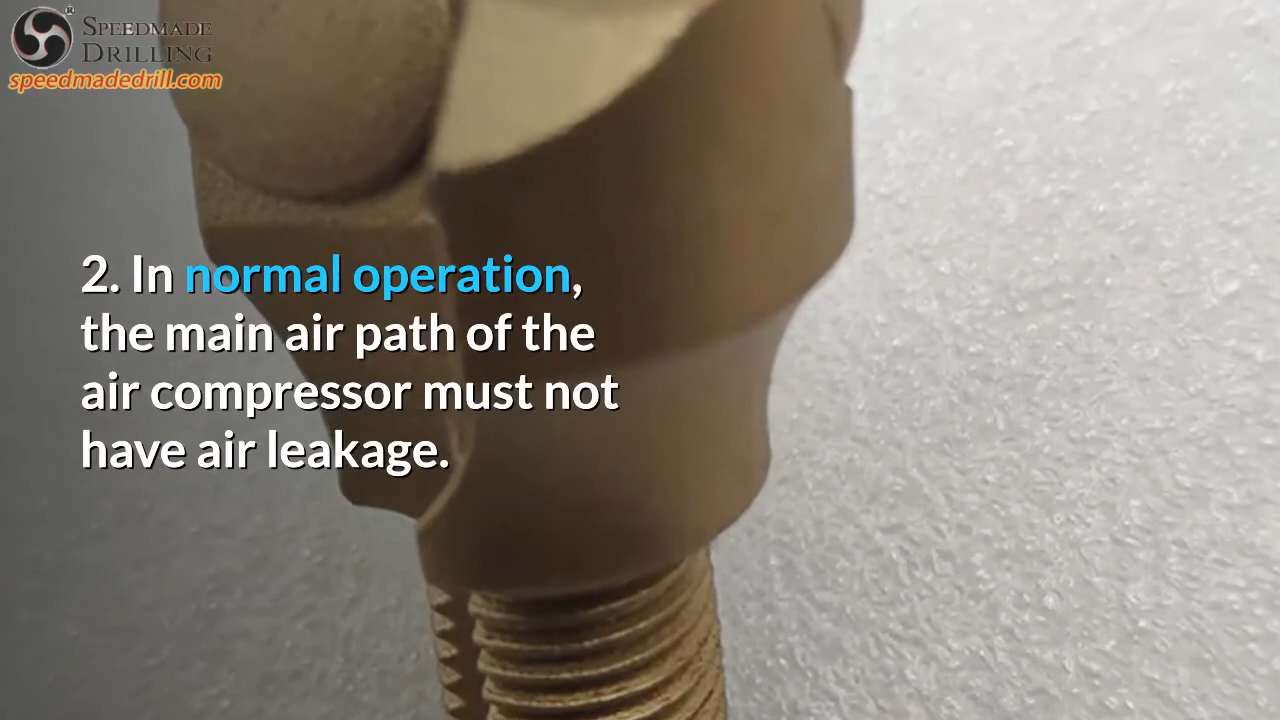 SPEEDMADE
DRILLING
speedmadedrill.com
2. In normal operation,
the main air path of the
air compressor must not
have air leakage.